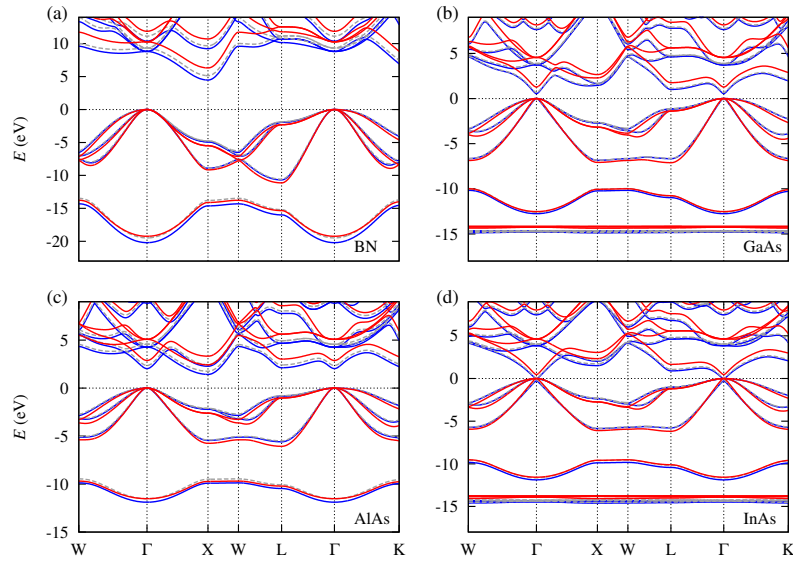 (a)
10
5
0
-5
-10
-15
-20
E (eV)
BN
(b)
5
0
-5
-10
-15
GaAs
(c)
5
0
-5
-10
-15
E (eV)
AlAs
W Γ X W L Γ K
(d)
5
0
-5
-10
-15
InAs
W Γ X W L Γ K